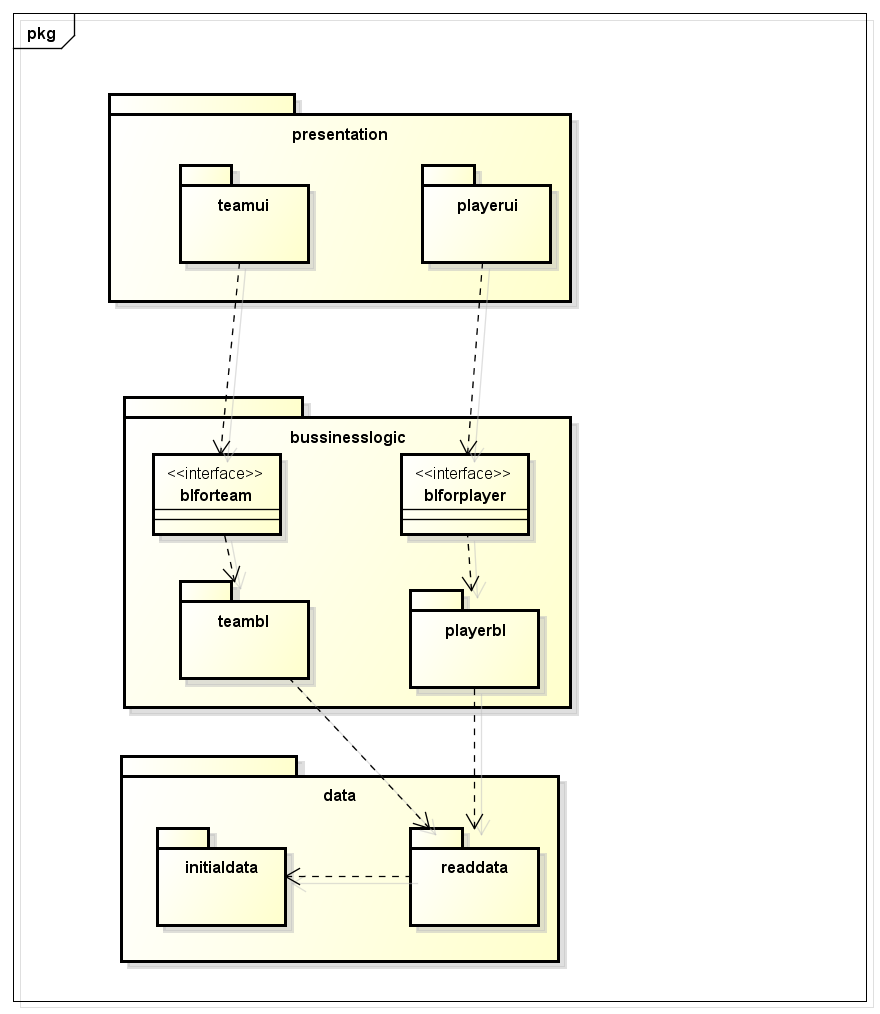 pkg
presentation
teamui
playerui
bussinesslogic
<<interface>>
blforteam
<<interface>>
blforplayer
teambl
playerbl
data
initialdata
readdata